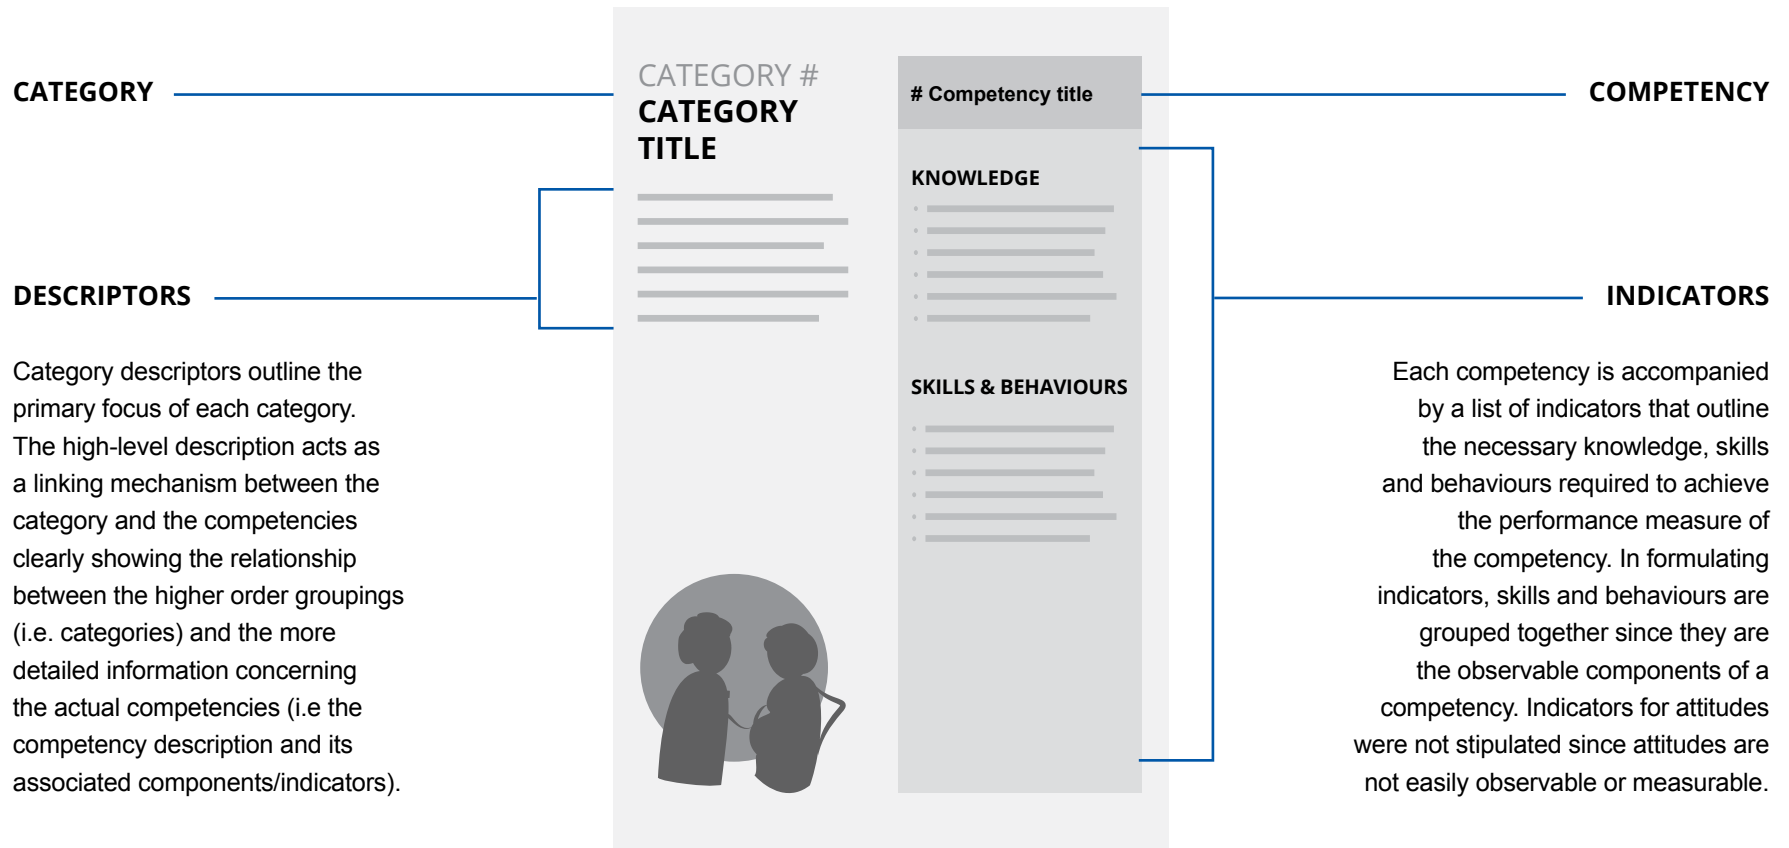 CATEGORY
DESCRIPTORS
Category descriptors outline the
primary focus of each category.
The high-level description acts as
a linking mechanism between the
category and the competencies
clearly showing the relationship
between the higher order groupings
(i.e. categories) and the more
detailed information concerning
the actual competencies (i.e the
competency description and its
associated components/indicators).
CATEGORY #
CATEGORY
TITLE
# Competency title
KNOWLEDGE
SKILLS & BEHAVIOURS
COMPETENCY
INDICATORS
Each competency is accompanied
by a list of indicators that outline
the necessary knowledge, skills
and behaviours required to achieve
the performance measure of
the competency. In formulating
indicators, skills and behaviours are
grouped together since they are
the observable components of a
competency. Indicators for attitudes
were not stipulated since attitudes are
not easily observable or measurable.